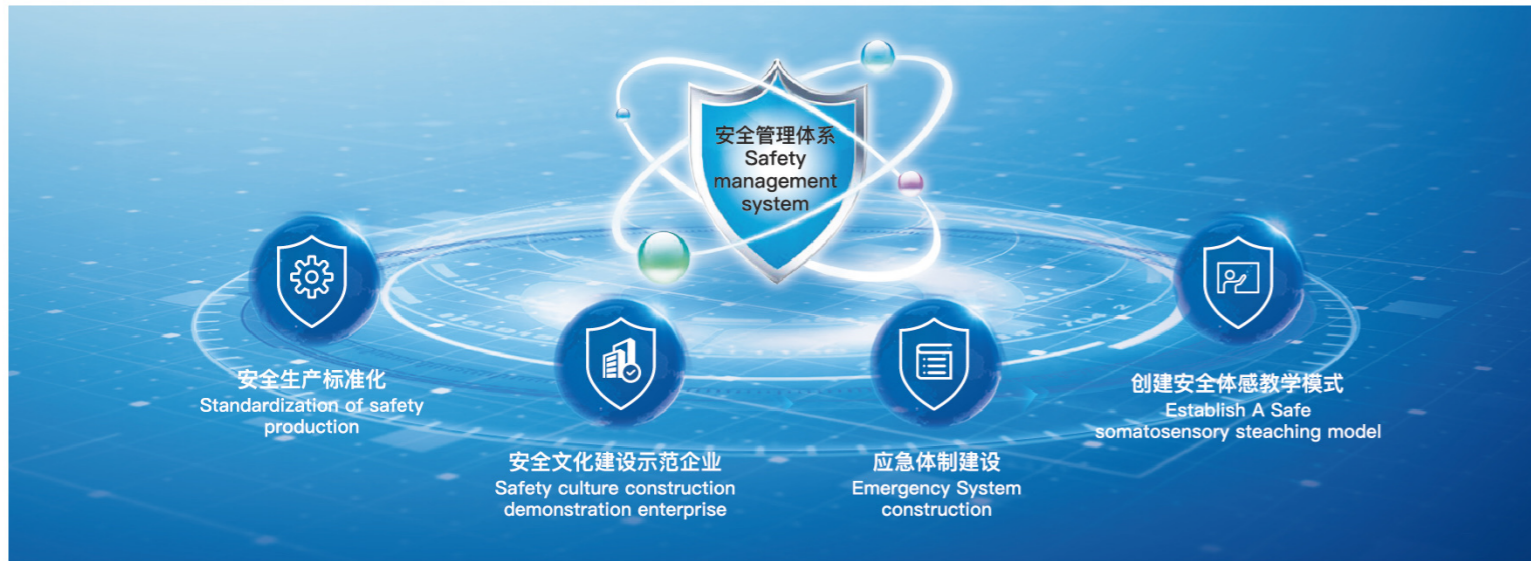 安全管理体系
Safety
management
system
安全生产标准化
Standardization of safety
production
安全文化建设示范企业
Safety culture construction
demonstration enterprise
应急体制建设
Emergency System
construction
创建安全体感教学模式
Establish A Safe
somatosensory steaching model